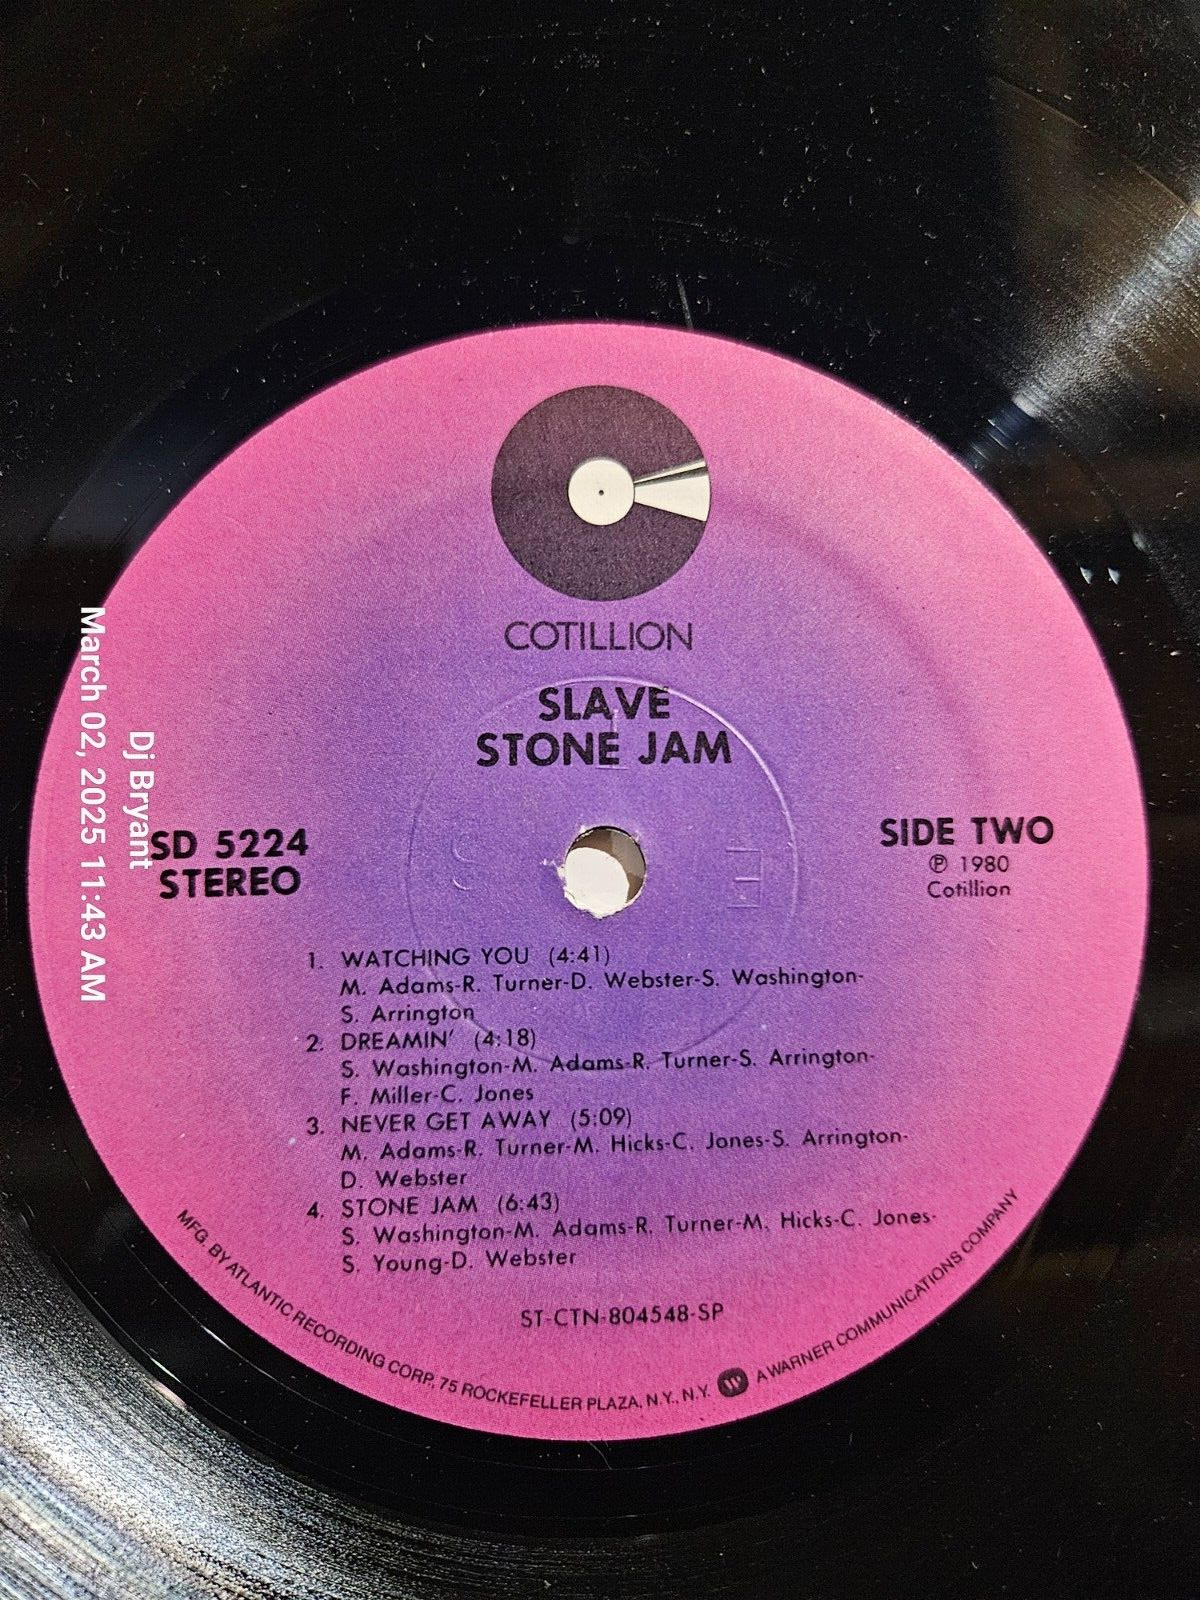 COTILLION
SLAVE
STONE JAM
SD 5224
STEREO
SIDE TWO
℗ 1980
Cotillion
1. WATCHING YOU (4:41)
M. Adams-R. Turner-D. Webster-S. Washington-
S. Arrington
2. DREAMIN' (4:18)
S. Washington-M. Adams-R. Turner-S. Arrington-
F. Miller-C. Jones
3. NEVER GET AWAY (5:09)
M. Adams-R. Turner-M. Hicks-C. Jones-S. Arrington-
D. Webster
4. STONE JAM (6:43)
S. Washington-M. Adams-R. Turner-M. Hicks-C. Jones-
S. Young-D. Webster
ST-CTN-804548-SP
MFG. BY ATLANTIC RECORDING CORP., 75 ROCKEFELLER PLAZA, N.Y., N.Y. W A WARNER COMMUNICATIONS COMPANY
Dj Bryant
March 02, 2025 11:43 AM